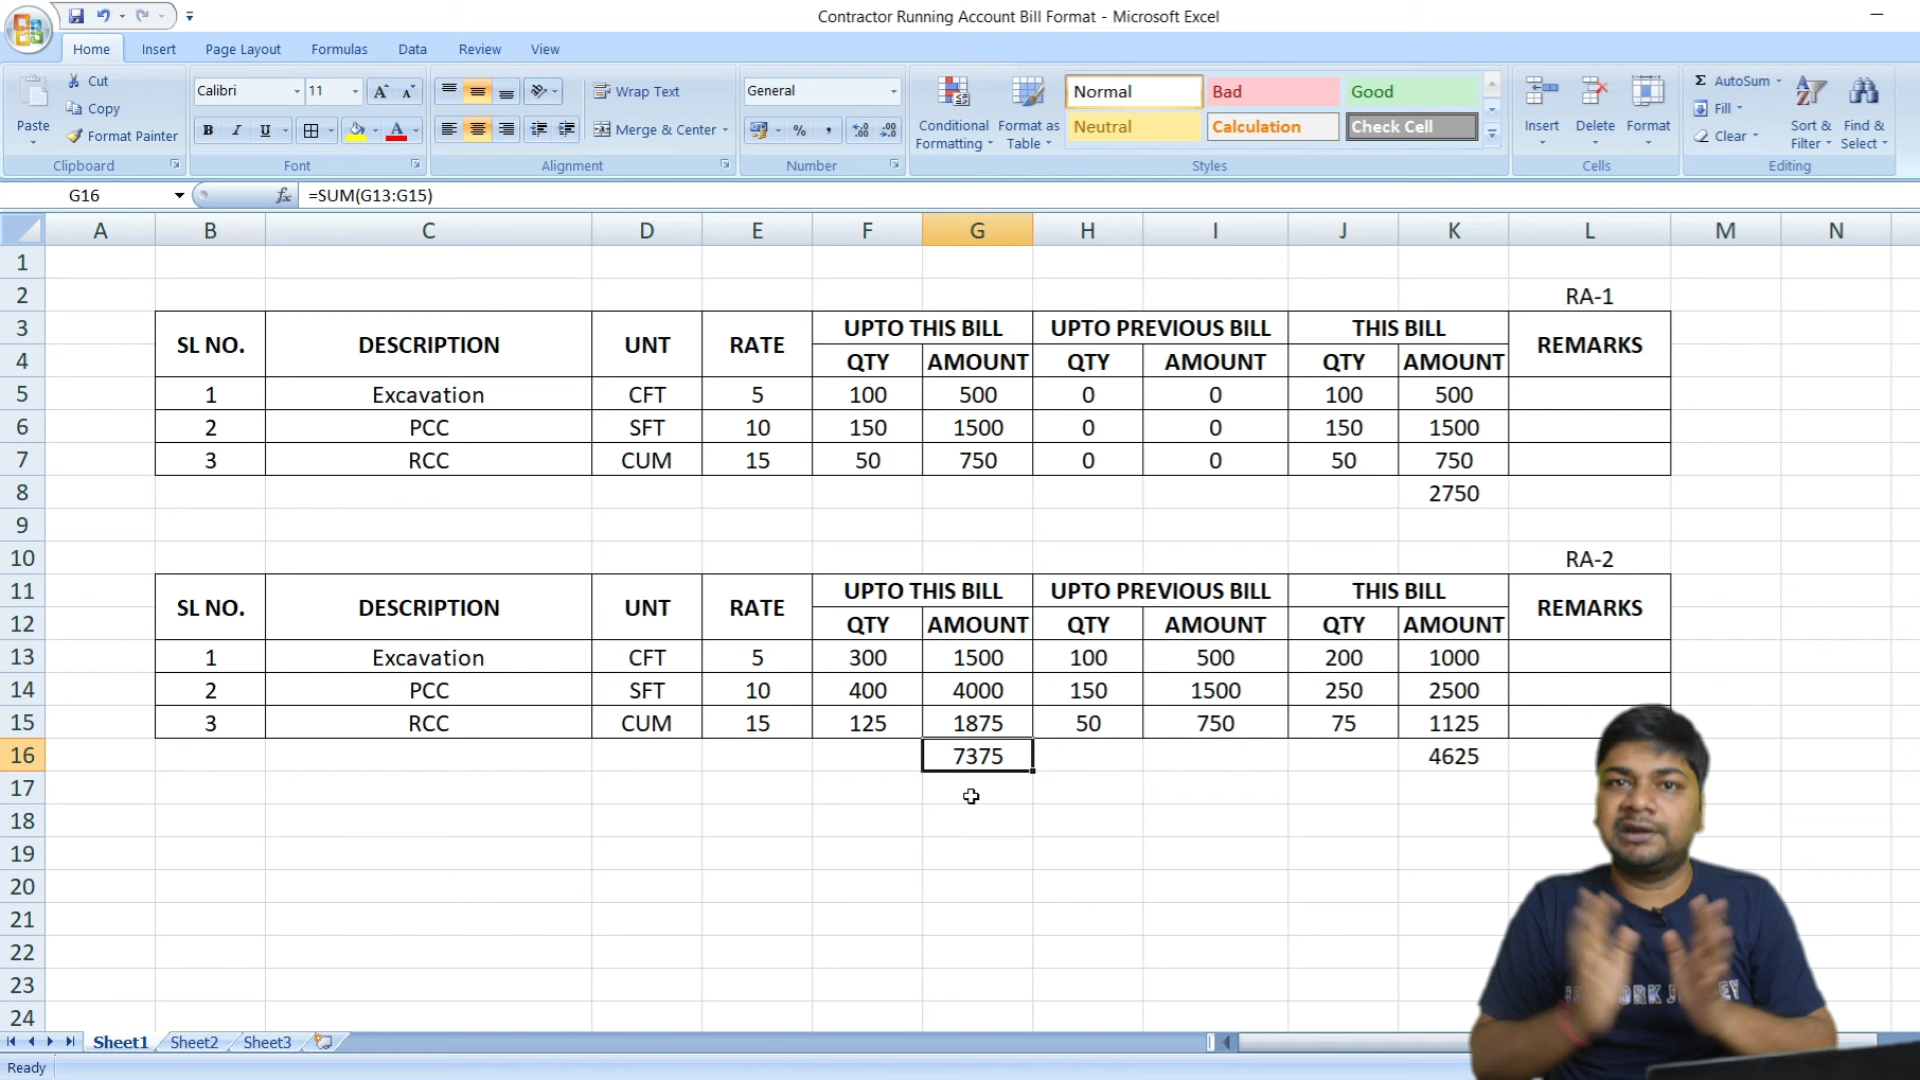 Contractor Running Account Bill Format - Microsoft Excel
Home Insert Page Layout Formulas Data Review View
Paste Cut Copy Format Painter Clipboard
Calibri 11 B I U Font
Wrap Text Merge & Center Alignment
General % , Number
Conditional Formatting Format as Table Normal Bad Good Neutral Calculation Check Cell Styles
Insert Delete Format Cells
Σ AutoSum Fill Clear Sort & Filter Find & Select Editing
G16 fx =SUM(G13:G15)
A B C D E F G H I J K L M N
1
2 RA-1
3 SL NO. DESCRIPTION UNT RATE UPTO THIS BILL UPTO PREVIOUS BILL THIS BILL REMARKS
4 QTY AMOUNT QTY AMOUNT QTY AMOUNT
5 1 Excavation CFT 5 100 500 0 0 100 500
6 2 PCC SFT 10 150 1500 0 0 150 1500
7 3 RCC CUM 15 50 750 0 0 50 750
8 2750
9
10 RA-2
11 SL NO. DESCRIPTION UNT RATE UPTO THIS BILL UPTO PREVIOUS BILL THIS BILL REMARKS
12 QTY AMOUNT QTY AMOUNT QTY AMOUNT
13 1 Excavation CFT 5 300 1500 100 500 200 1000
14 2 PCC SFT 10 400 4000 150 1500 250 2500
15 3 RCC CUM 15 125 1875 50 750 75 1125
16 7375 4625
17
18
19
20
21
22
23
24
Sheet1 Sheet2 Sheet3
Ready